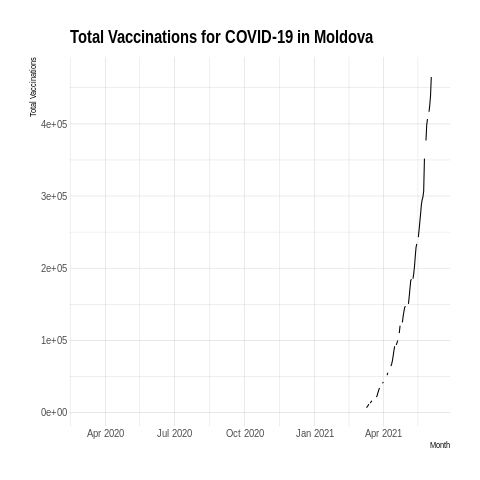 Total Vaccinations for COVID-19 in Moldova
Total Vaccinations
4e+05
3e+05
2e+05
1e+05
0e+00
Apr 2020 Jul 2020 Oct 2020 Jan 2021 Apr 2021
Month